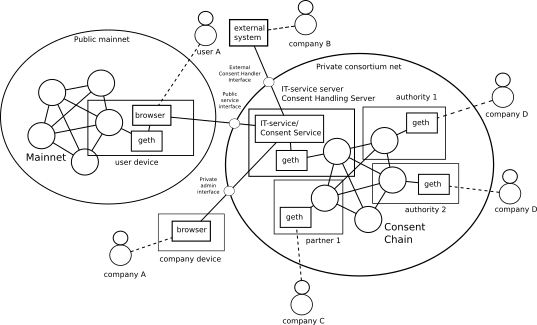 external
system
company B
user A
Public mainnet
External
Consent Handler
Interface
Private consortium net
Public
service
interface
IT-service server
Consent Handling Server
authority 1
browser
geth
company D
IT-service/
Consent Service
geth
geth
Mainnet
user device
Private
admin
interface
geth
company D
authority 2
geth
browser
Consent
Chain
partner 1
company device
company A
company C